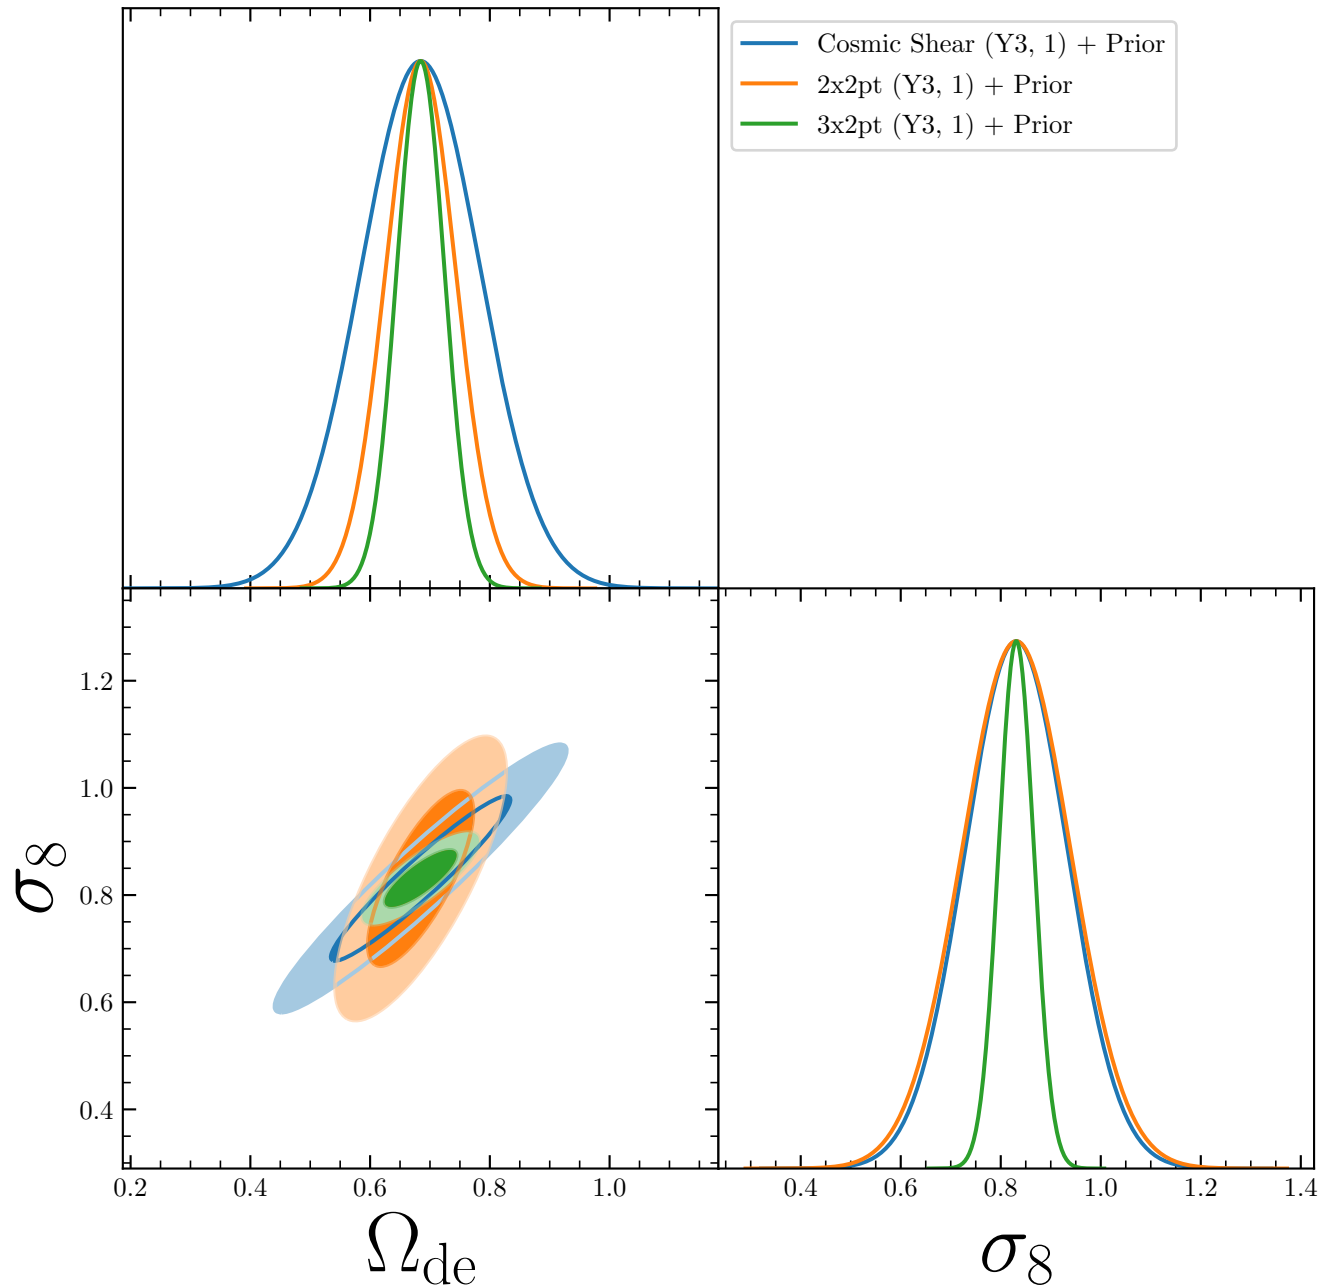 Cosmic Shear (Y3, 1) + Prior
2x2pt (Y3, 1) + Prior
3x2pt (Y3, 1) + Prior
1.2
1.0
0.8
0.6
0.4
σ8
0.2 0.4 0.6 0.8 1.0
0.4 0.6 0.8 1.0 1.2 1.4
Ωde σ8